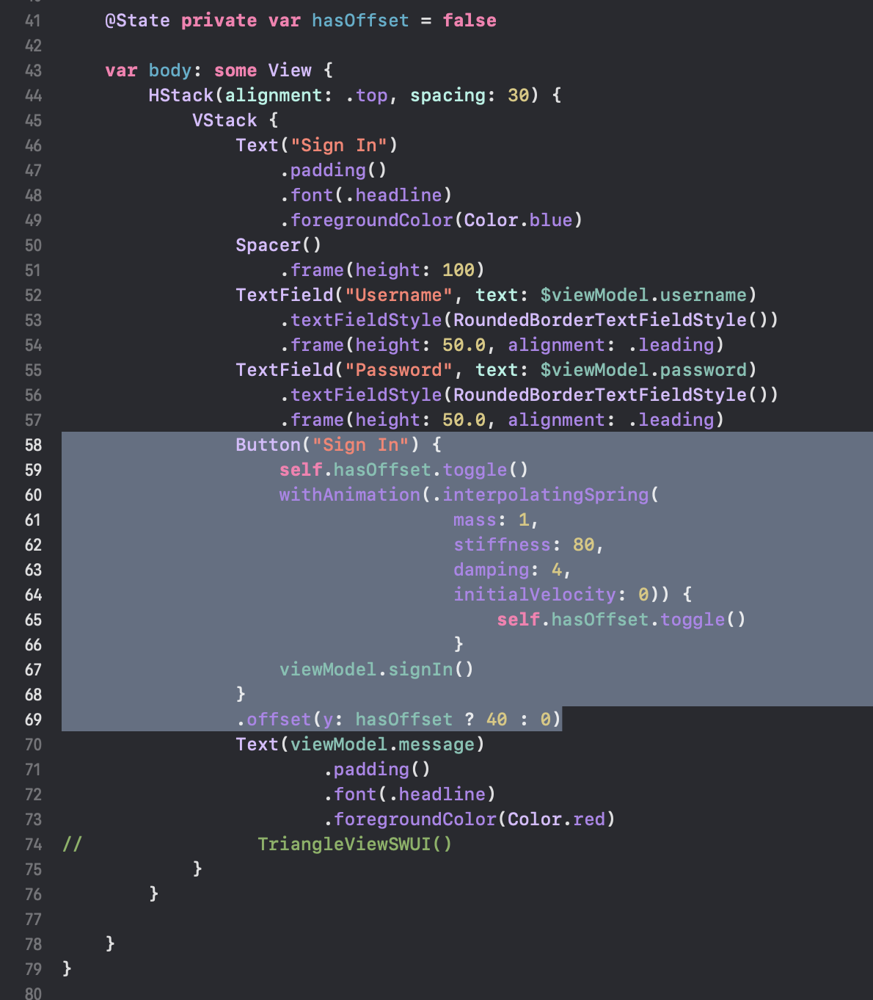 41 @State private var hasOffset = false
42
43 var body: some View {
44 HStack(alignment: .top, spacing: 30) {
45 VStack {
46 Text("Sign In")
47 .padding()
48 .font(.headline)
49 .foregroundColor(Color.blue)
50 Spacer()
51 .frame(height: 100)
52 TextField("Username", text: $viewModel.username)
53 .textFieldStyle(RoundedBorderTextFieldStyle())
54 .frame(height: 50.0, alignment: .leading)
55 TextField("Password", text: $viewModel.password)
56 .textFieldStyle(RoundedBorderTextFieldStyle())
57 .frame(height: 50.0, alignment: .leading)
58 Button("Sign In") {
59 self.hasOffset.toggle()
60 withAnimation(.interpolatingSpring(
61 mass: 1,
62 stiffness: 80,
63 damping: 4,
64 initialVelocity: 0)) {
65 self.hasOffset.toggle()
66 }
67 viewModel.signIn()
68 }
69 .offset(y: hasOffset ? 40 : 0)
70 Text(viewModel.message)
71 .padding()
72 .font(.headline)
73 .foregroundColor(Color.red)
74 // TriangleViewSWUI()
75 }
76 }
77
78 }
79 }
80